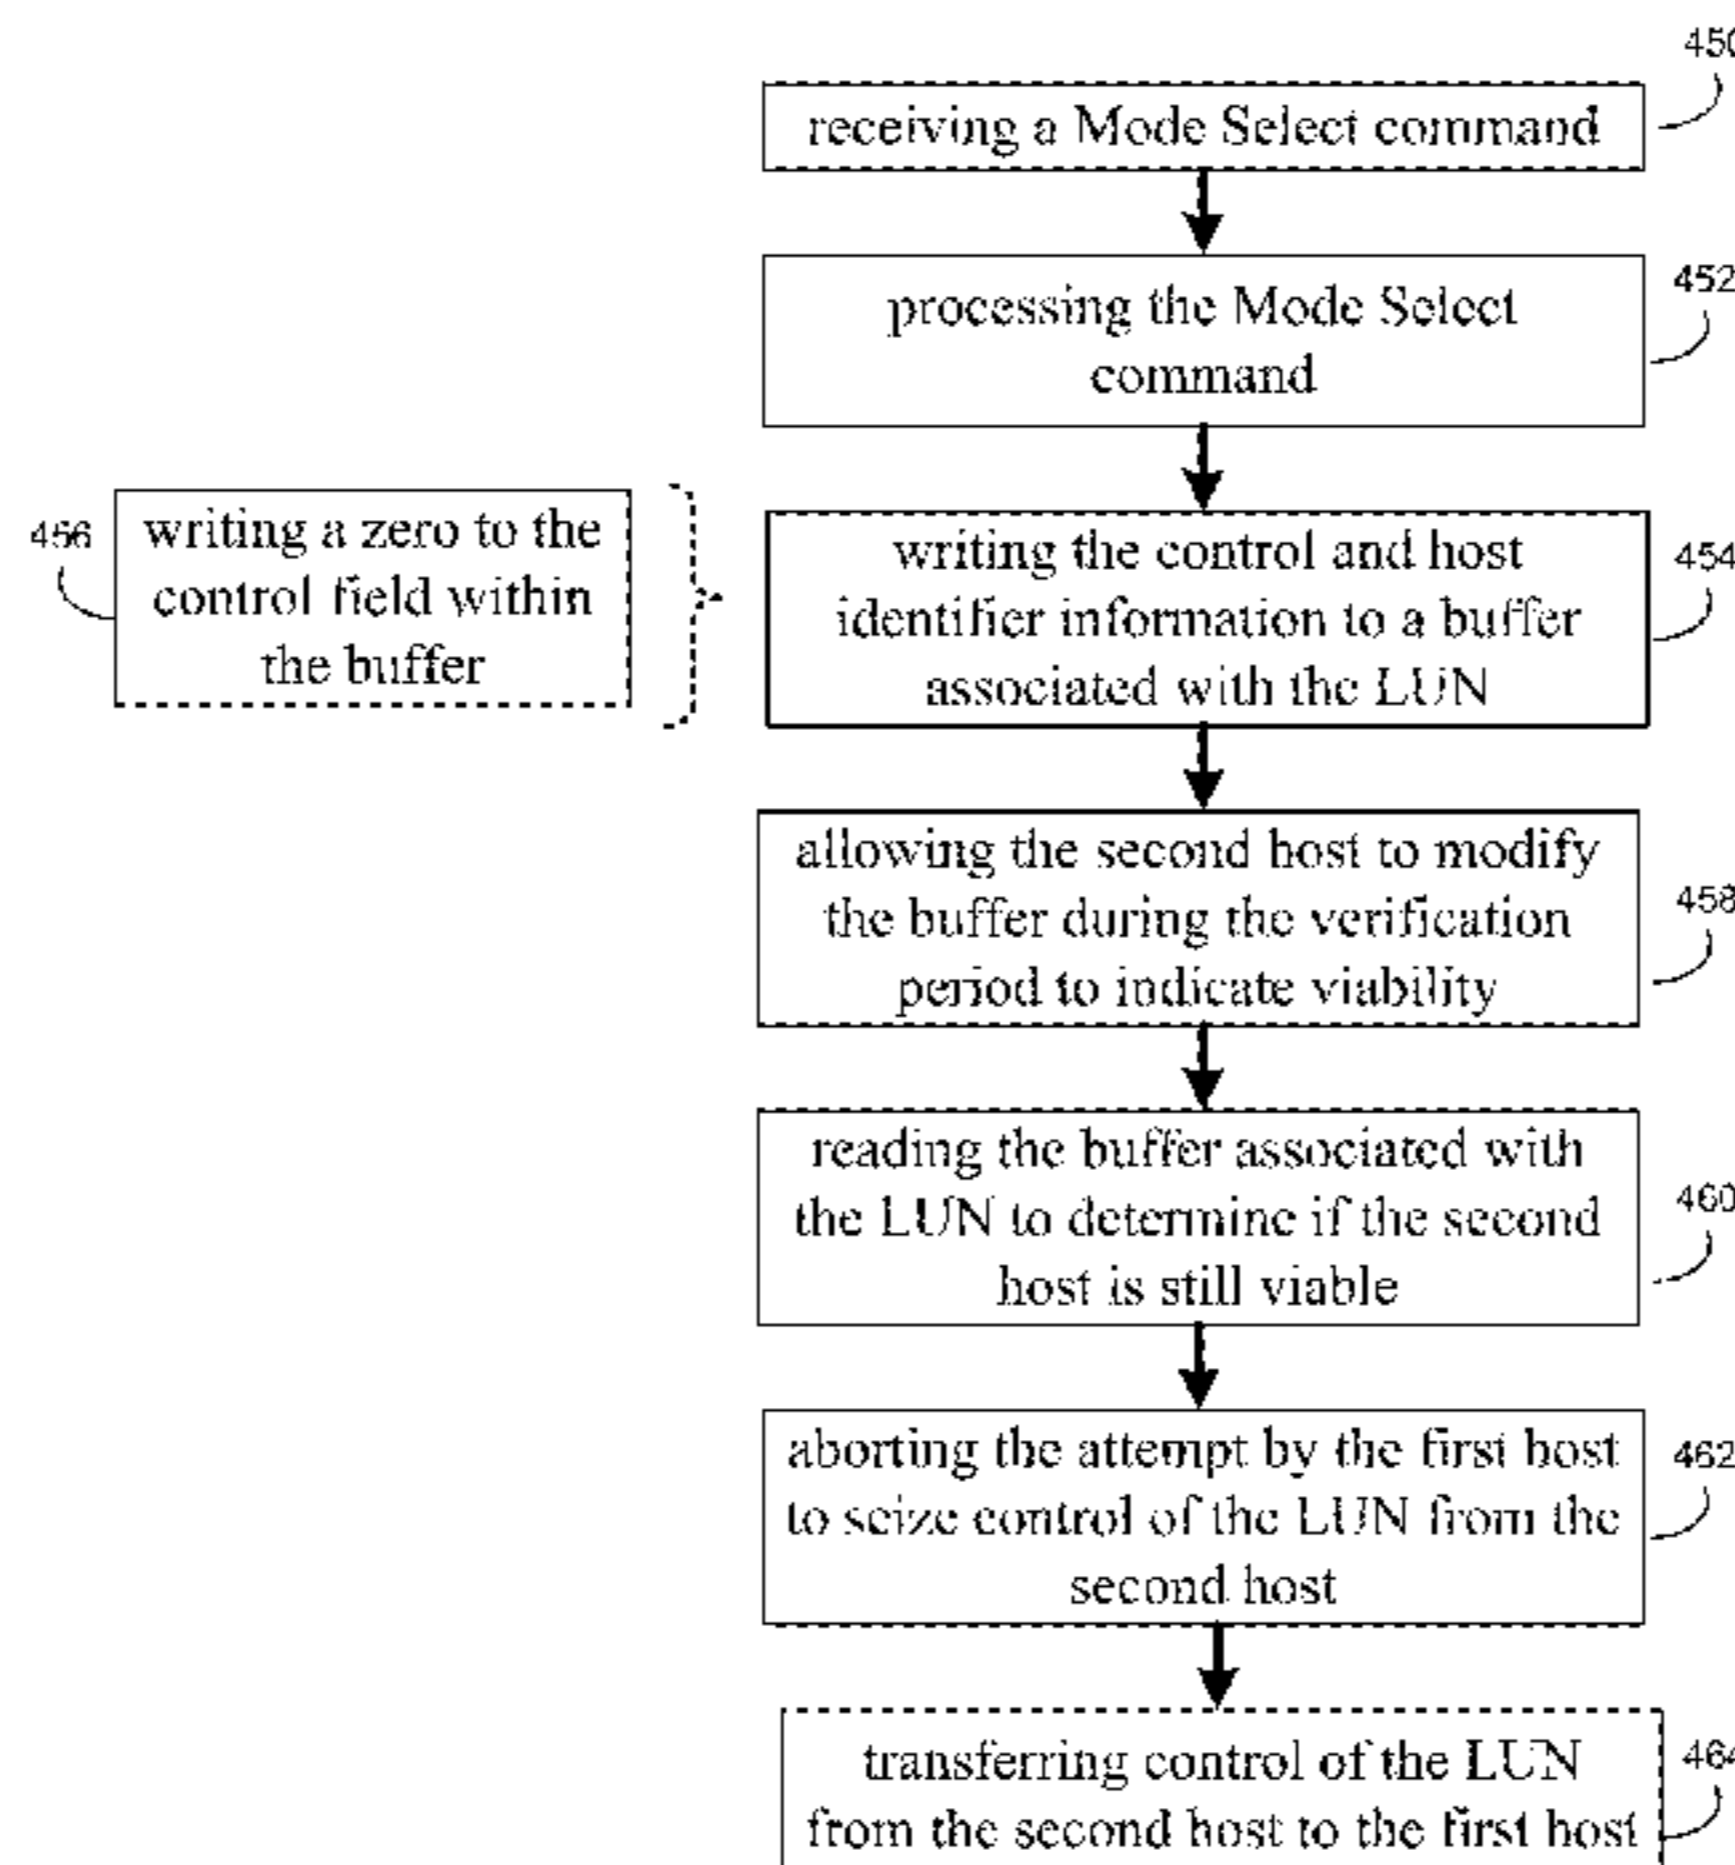 450
receiving a Mode Select command
452
processing the Mode Select
command
456
writing a zero to the
control field within
the buffer
454
writing the control and host
identifier information to a buffer
associated with the LUN
458
allowing the second host to modify
the buffer during the verification
period to indicate viability
460
reading the buffer associated with
the LUN to determine if the second
host is still viable
462
aborting the attempt by the first host
to seize control of the LUN from the
second host
464
transferring control of the LUN
from the second host to the first host